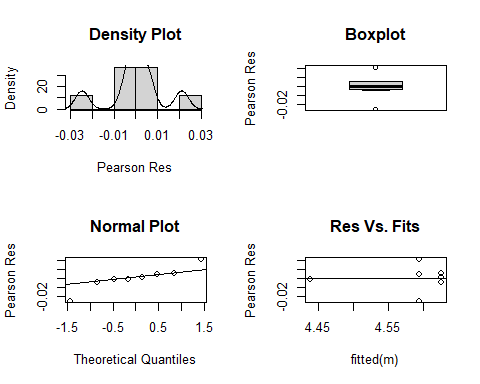 Density Plot
Density
0 20
-0.03 -0.01 0.01 0.03
Pearson Res
Boxplot
Pearson Res
-0.02
Normal Plot
Pearson Res
-0.02
-1.5 -0.5 0.5 1.5
Theoretical Quantiles
Res Vs. Fits
Pearson Res
-0.02
4.45 4.55
fitted(m)